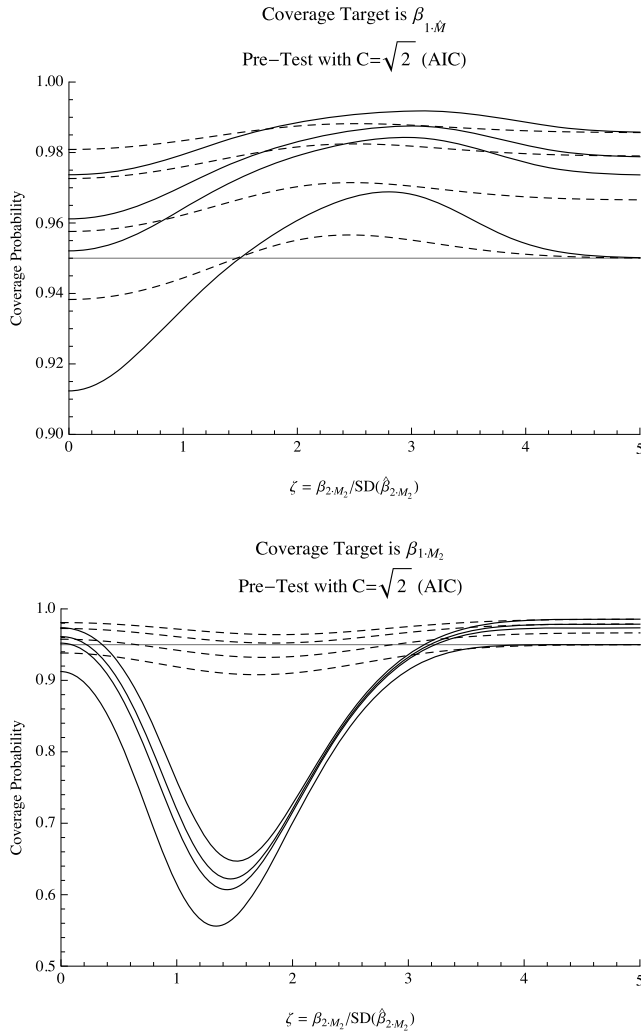 Coverage Target is β₁.M̂
Pre−Test with C=√2 (AIC)
1.00
0.98
0.96
0.94
0.92
0.90
Coverage Probability
0 1 2 3 4 5
ζ = β₂.M₂/SD(β̂₂.M₂)
Coverage Target is β₁.M₂
Pre−Test with C=√2 (AIC)
1.0
0.9
0.8
0.7
0.6
0.5
Coverage Probability
0 1 2 3 4 5
ζ = β₂.M₂/SD(β̂₂.M₂)